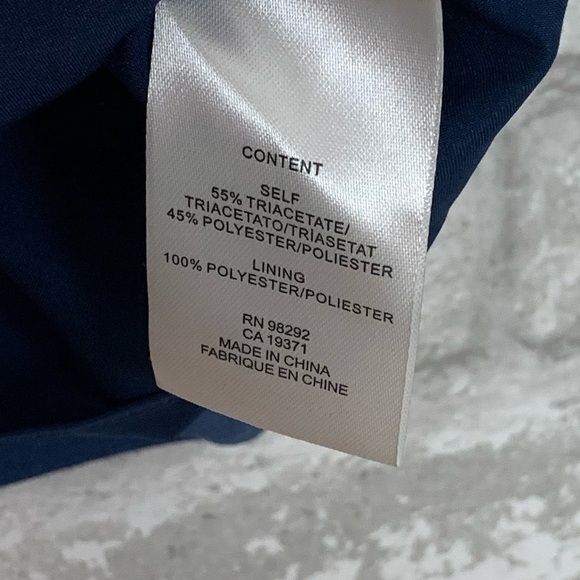 CONTENT
SELF
55% TRIACETATE/
TRIACETATO/TRIASETAT
45% POLYESTER/POLIESTER
LINING
100% POLYESTER/POLIESTER
RN 98292
CA 19371
MADE IN CHINA
FABRIQUE EN CHINE